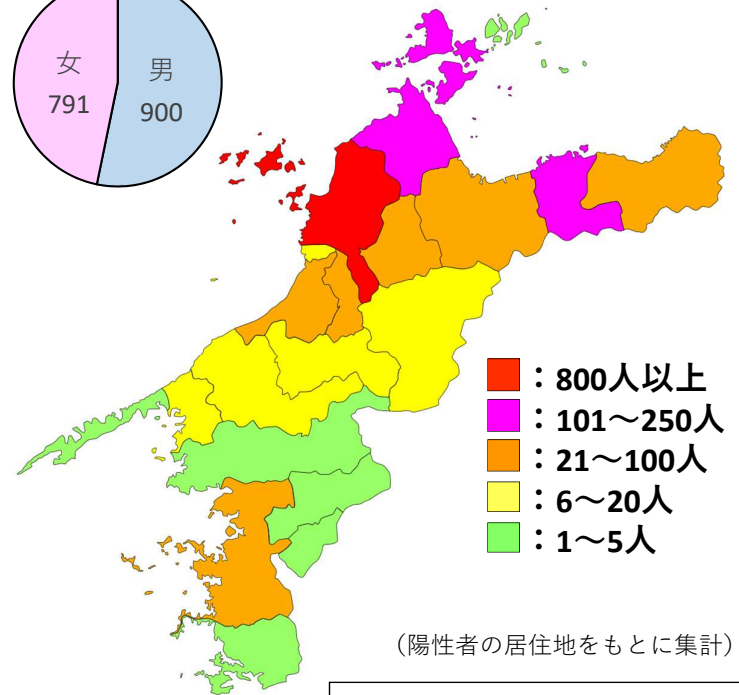 女
791
男
900
：800人以上
：101～250人
：21～100人
：6～20人
：1～5人
（陽性者の居住地をもとに集計）